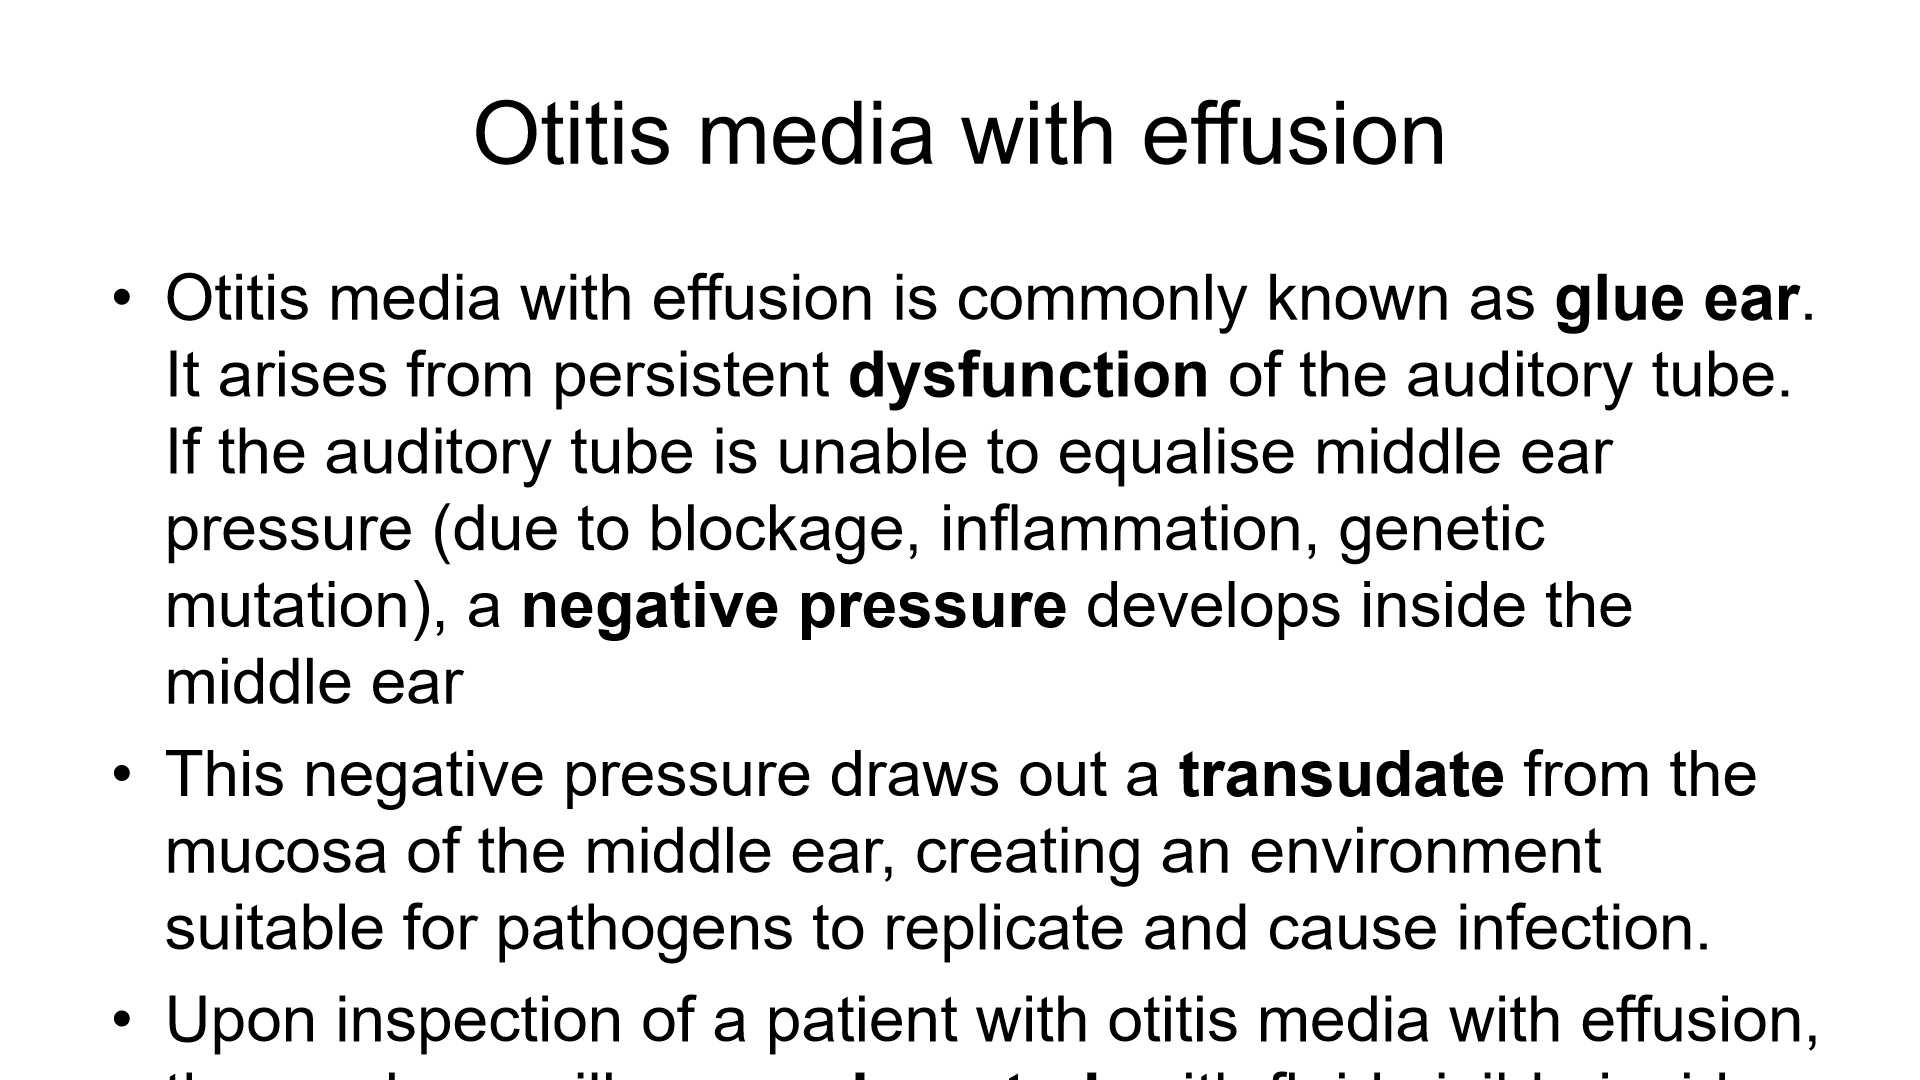 Otitis media with effusion
• Otitis media with effusion is commonly known as glue ear.
It arises from persistent dysfunction of the auditory tube.
If the auditory tube is unable to equalise middle ear
pressure (due to blockage, inflammation, genetic
mutation), a negative pressure develops inside the
middle ear
• This negative pressure draws out a transudate from the
mucosa of the middle ear, creating an environment
suitable for pathogens to replicate and cause infection.
• Upon inspection of a patient with otitis media with effusion,